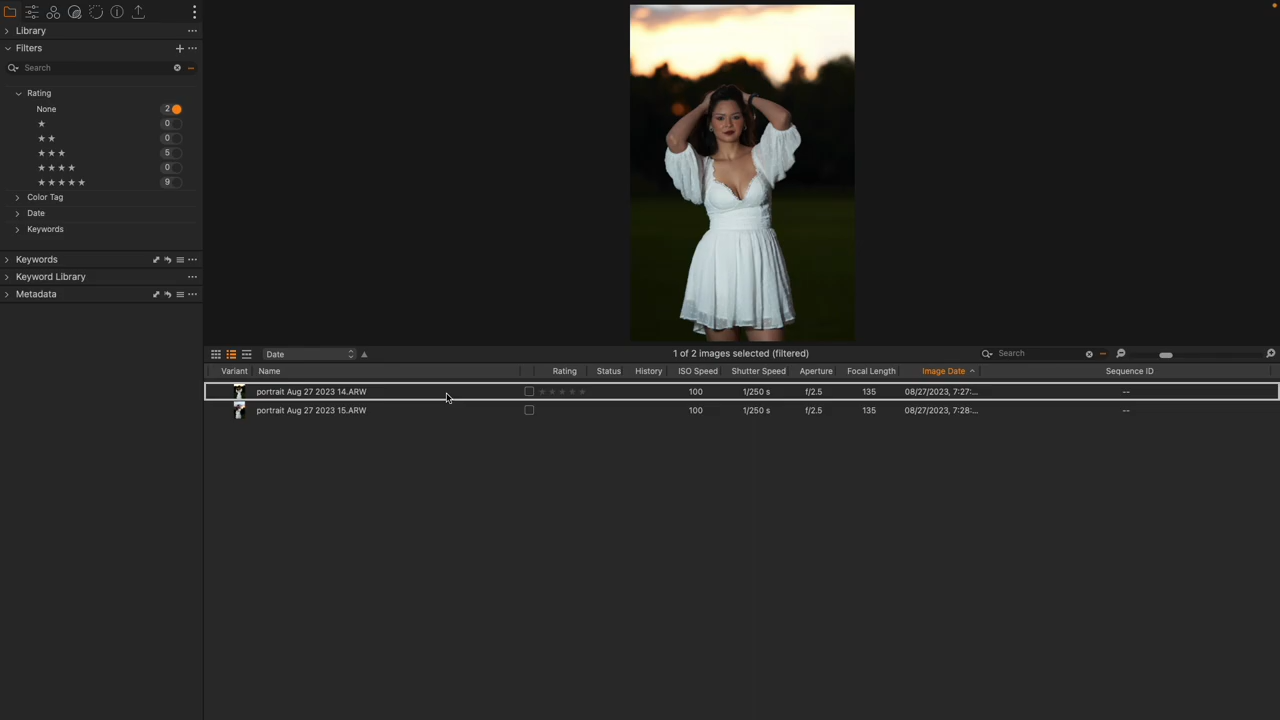 Library
Filters
Search
Rating
None 2
0
0
5
0
9
Color Tag
Date
Keywords
Keywords
Keyword Library
Metadata
Date 1 of 2 images selected (filtered) Search
Variant Name Rating Status History ISO Speed Shutter Speed Aperture Focal Length Image Date Sequence ID
portrait Aug 27 2023 14.ARW 100 1/250 s f/2.5 135 08/27/2023, 7:27:... --
portrait Aug 27 2023 15.ARW 100 1/250 s f/2.5 135 08/27/2023, 7:28:... --